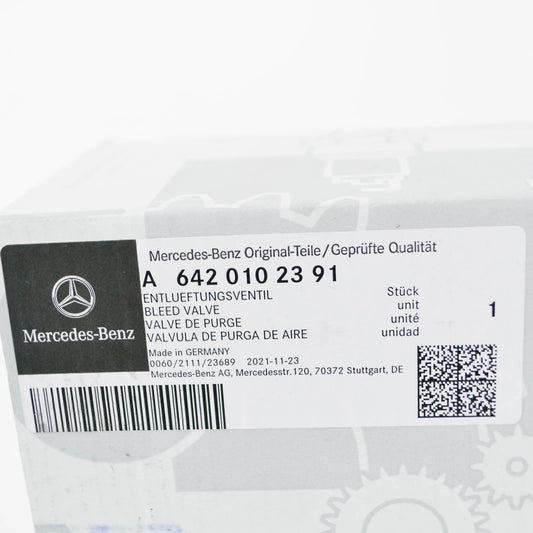 Mercedes-Benz Original-Teile/Geprüfte Qualität
A 642 010 23 91
ENTLUEFTUNGSVENTIL
BLEED VALVE
VALVE DE PURGE
VALVULA DE PURGA DE AIRE
Stück
unit
unité
unidad
1
Made in GERMANY
0060/2111/23689 2021-11-23
Mercedes-Benz AG, Mercedesstr.120, 70372 Stuttgart, DE
Mercedes-Benz